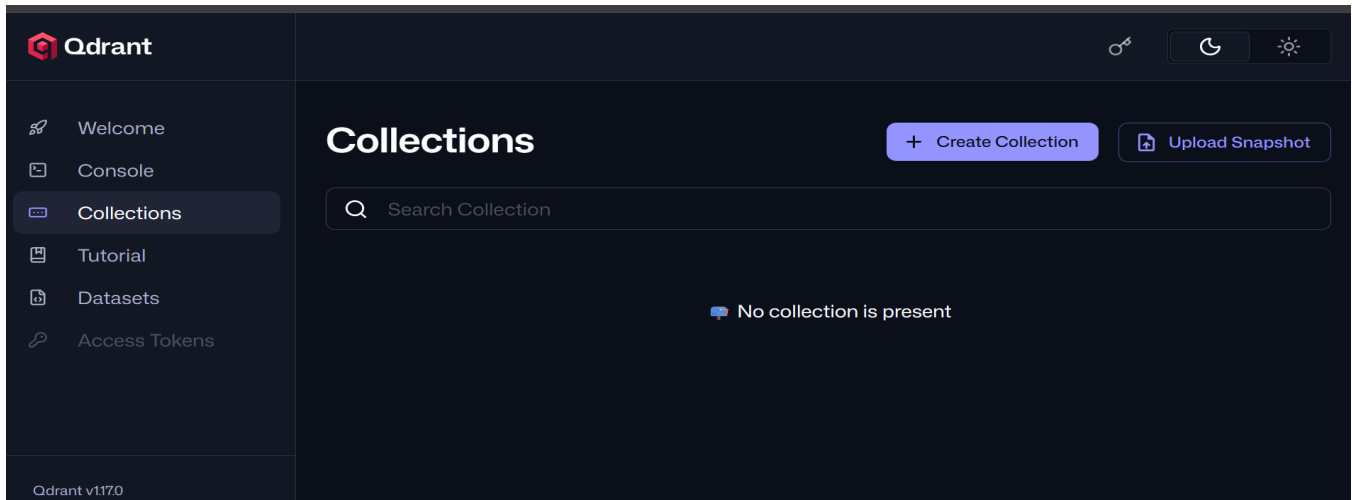 Qdrant
Welcome
Console
Collections
Tutorial
Datasets
Access Tokens
Qdrant v1.17.0
Collections
+ Create Collection
Upload Snapshot
Search Collection
No collection is present